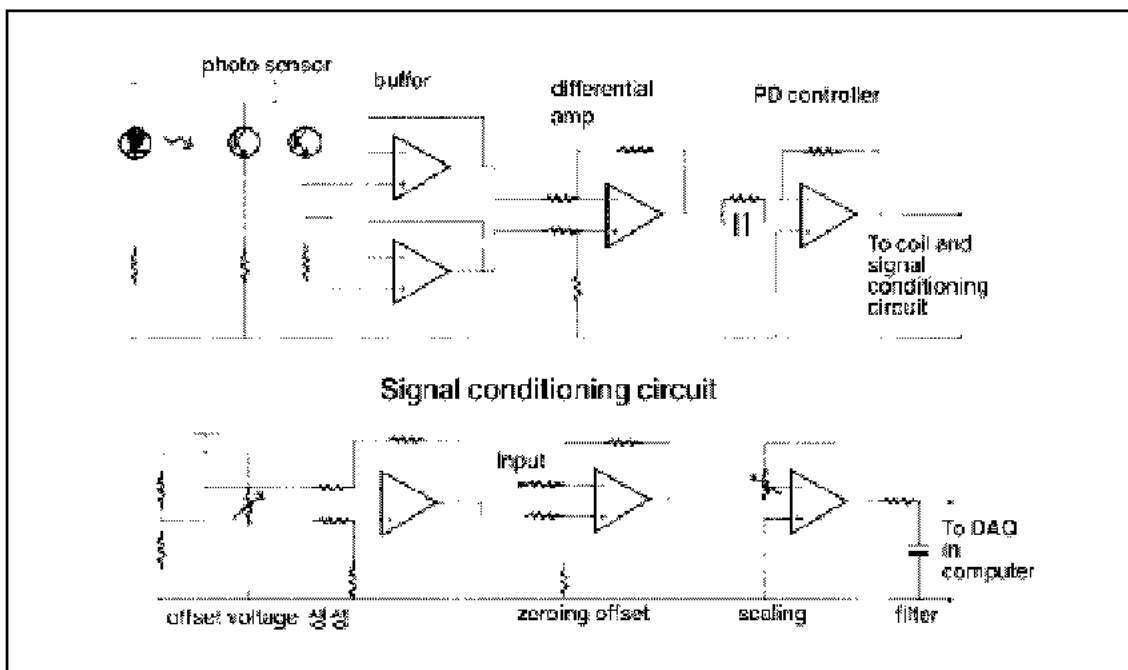 photo sensor
buffer
differential
amp
PD controller
To coil and
signal
conditioning
circuit
Signal conditioning circuit
Input
To DAQ
in
computer
offset voltage 생성
zeroing offset
scaling
filter